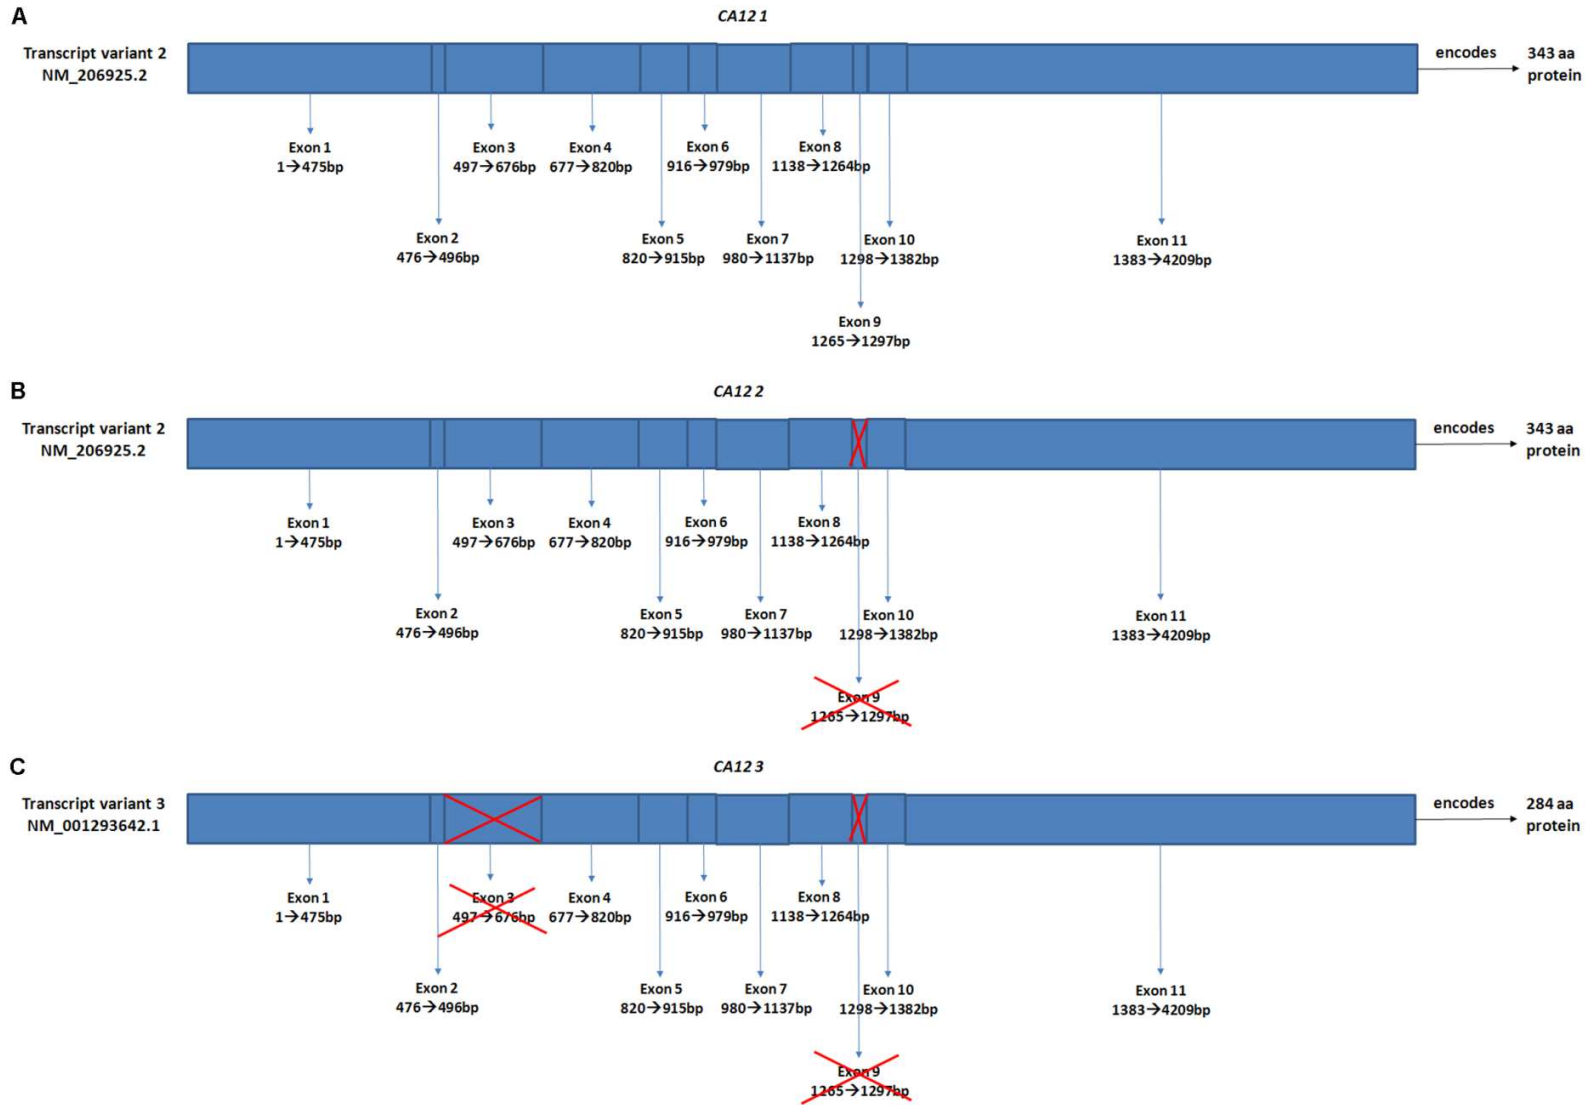 A
CA12 1
Transcript variant 2
NM_206925.2
encodes
343 aa
protein
Exon 1
1→475bp
Exon 3
497→676bp
Exon 4
677→820bp
Exon 6
916→979bp
Exon 8
1138→1264bp
Exon 2
476→496bp
Exon 5
820→915bp
Exon 7
980→1137bp
Exon 10
1298→1382bp
Exon 11
1383→4209bp
Exon 9
1265→1297bp
B
CA12 2
Transcript variant 2
NM_206925.2
encodes
343 aa
protein
Exon 1
1→475bp
Exon 3
497→676bp
Exon 4
677→820bp
Exon 6
916→979bp
Exon 8
1138→1264bp
Exon 2
476→496bp
Exon 5
820→915bp
Exon 7
980→1137bp
Exon 10
1298→1382bp
Exon 11
1383→4209bp
Exon 9
1265→1297bp
C
CA12 3
Transcript variant 3
NM_001293642.1
encodes
284 aa
protein
Exon 1
1→475bp
Exon 3
497→676bp
Exon 4
677→820bp
Exon 6
916→979bp
Exon 8
1138→1264bp
Exon 2
476→496bp
Exon 5
820→915bp
Exon 7
980→1137bp
Exon 10
1298→1382bp
Exon 11
1383→4209bp
Exon 9
1265→1297bp